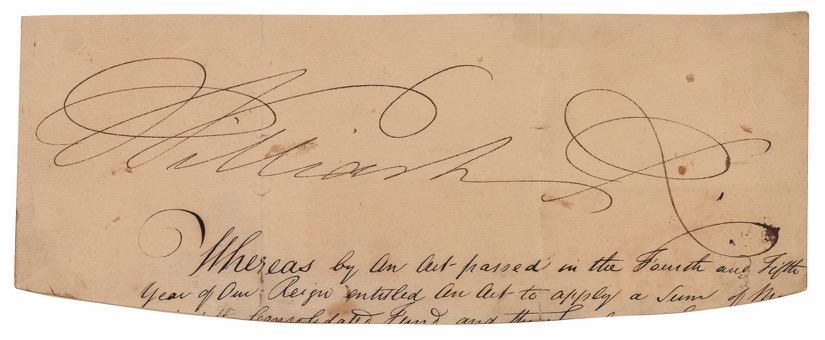 William R
Whereas by an Act passed in the Fourth and Fifth
Year of Our Reign entitled An Act to apply a Sum of
Consolidated Fund and the